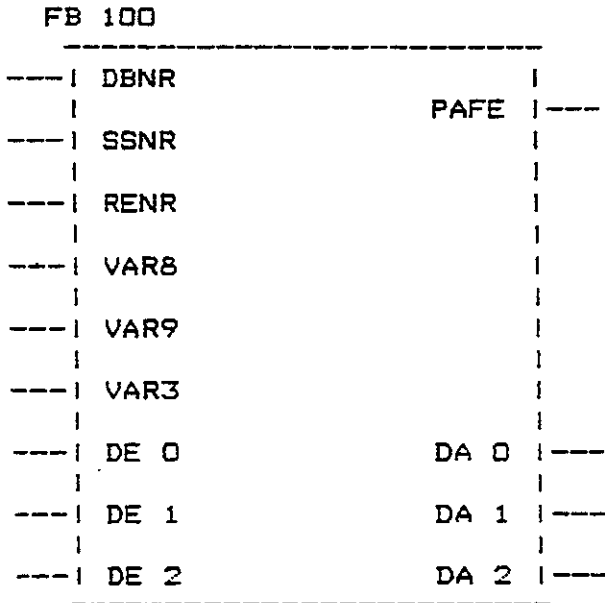 FB 100
DBNR
PAFE
SSNR
RENR
VAR8
VAR9
VAR3
DE 0 DA 0
DE 1 DA 1
DE 2 DA 2